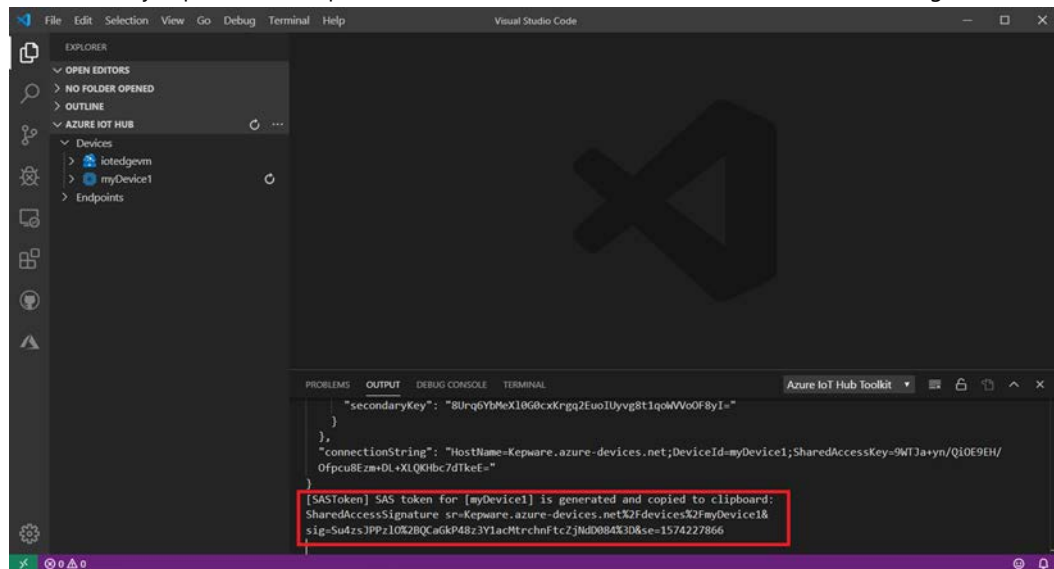 File Edit Selection View Go Debug Terminal Help
Visual Studio Code
EXPLORER
OPEN EDITORS
NO FOLDER OPENED
OUTLINE
AZURE IOT HUB
Devices
iotedgevm
myDevice1
Endpoints
PROBLEMS OUTPUT DEBUG CONSOLE TERMINAL
Azure IoT Hub Toolkit
"secondaryKey": "8Urq6YbMeXl0G0cxKrgq2EuoIUyvg8t1qoWVVoOF8yI="
}
},
"connectionString": "HostName=Kepware.azure-devices.net;DeviceId=myDevice1;SharedAccessKey=9WTJa+yn/QiOE9EH/
Ofpcu8Ezm+DL+XLQKHbc7dTkeE="
}
[SASToken] SAS token for [myDevice1] is generated and copied to clipboard:
SharedAccessSignature sr=Kepware.azure-devices.net%2Fdevices%2FmyDevice1&
sig=Su4zsJPPzlO%2BQCaGkP48z3Y1acMtrchnFtcZjNdD084%3D&se=1574227866
0 0